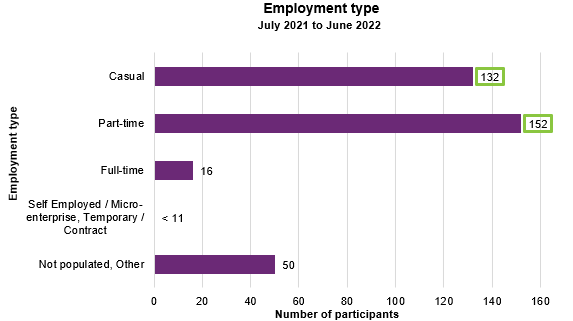 Employment type
July 2021 to June 2022
Employment type
Casual
132
Part-time
152
Full-time
16
Self Employed / Micro-
enterprise, Temporary /
Contract
< 11
Not populated, Other
50
0 20 40 60 80 100 120 140 160
Number of participants